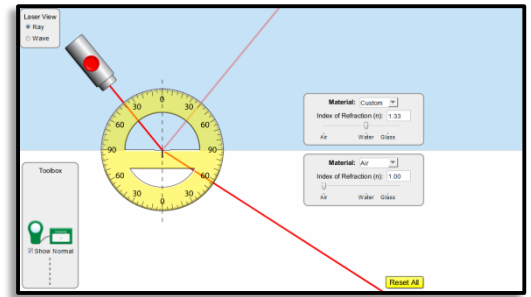 Laser View
Ray
Wave
Material: Custom
Index of Refraction (n): 1.33
Air Water Glass
Material: Air
Index of Refraction (n): 1.00
Air Water Glass
0
30 30
60 60
90 90
60 60
30 30
0
Toolbox
Show Normal
Reset All